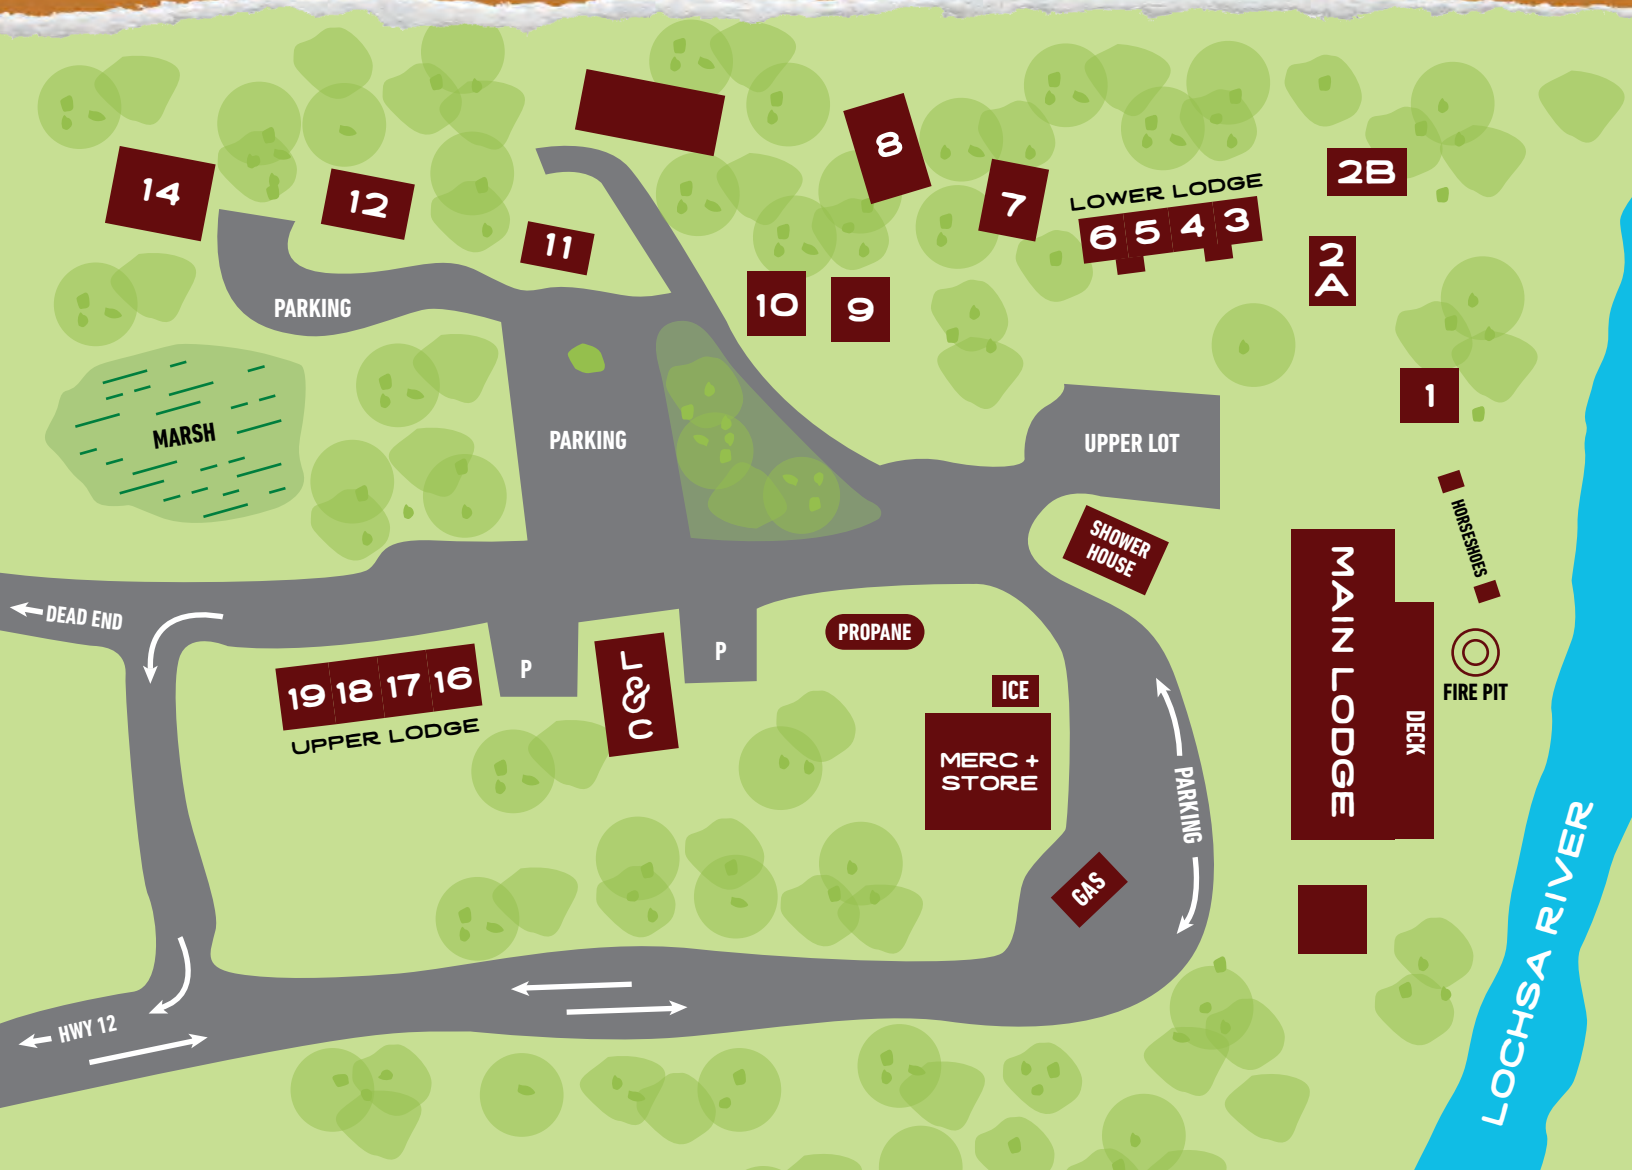 14
12
11
8
7
LOWER LODGE
6 5 4 3
2B
2
A
10
9
1
PARKING
MARSH
PARKING
UPPER LOT
SHOWER
HOUSE
HORSESHOES
DEAD END
19 18 17 16
UPPER LODGE
P
L
&
C
P
PROPANE
ICE
MERC +
STORE
GAS
PARKING
MAIN LODGE
DECK
FIRE PIT
HWY 12
LOCHSA RIVER